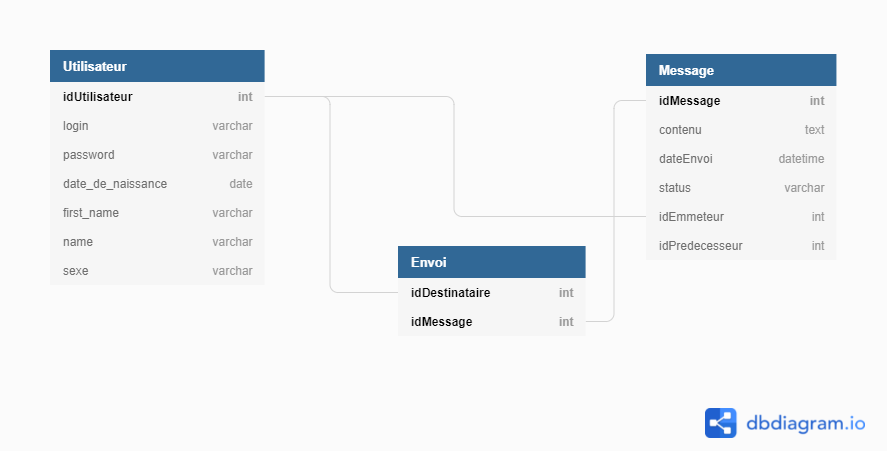 Utilisateur
idUtilisateur int
login varchar
password varchar
date_de_naissance date
first_name varchar
name varchar
sexe varchar
Message
idMessage int
contenu text
dateEnvoi datetime
status varchar
idEmmeteur int
idPredecesseur int
Envoi
idDestinataire int
idMessage int
dbdiagram.io